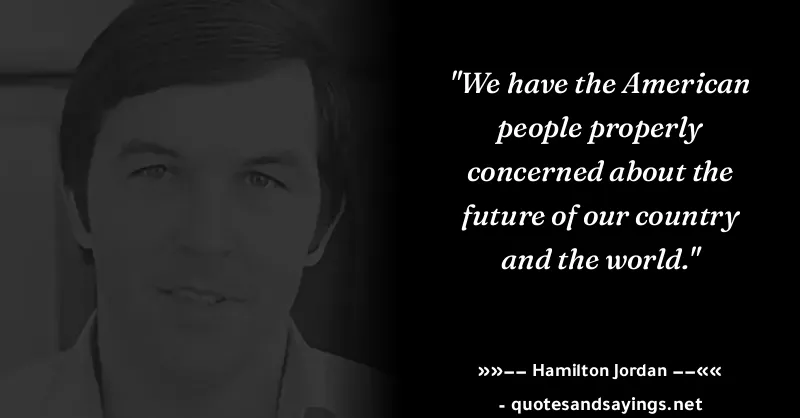 "We have the American
people properly
concerned about the
future of our country
and the world."
»»−− Hamilton Jordan −−««
- quotesandsayings.net